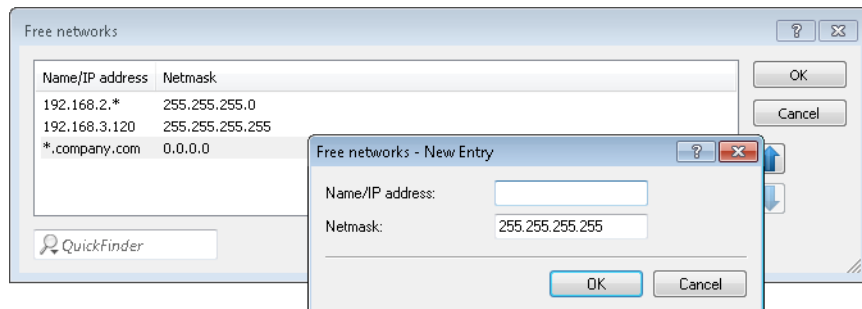 Free networks
Name/IP address Netmask
192.168.2.* 255.255.255.0
192.168.3.120 255.255.255.255
*.company.com 0.0.0.0
QuickFinder
OK
Cancel
Free networks - New Entry
Name/IP address:
Netmask: 255.255.255.255
OK Cancel